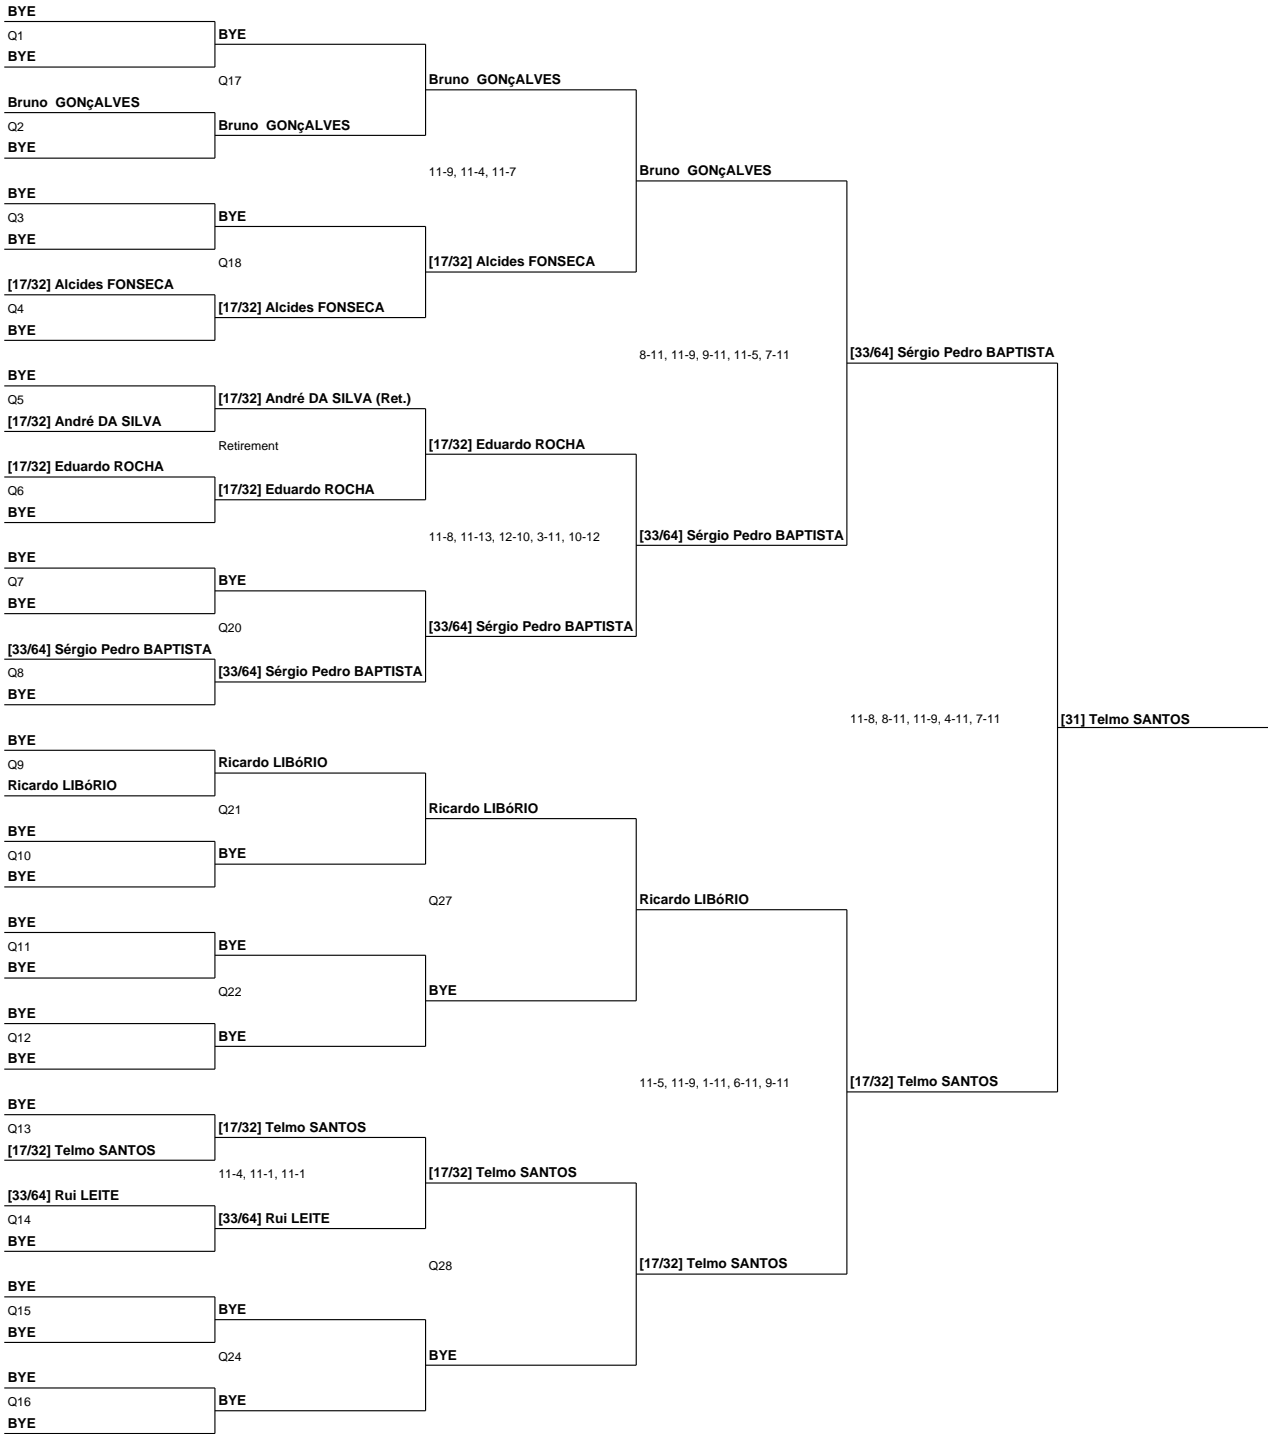 BYE
Q1
BYE
BYE
Q17
Bruno  GONçALVES
Bruno  GONçALVES
Q2
Bruno  GONçALVES
BYE
11-9, 11-4, 11-7
Bruno  GONçALVES
BYE
Q3
BYE
BYE
Q18
[17/32] Alcides FONSECA
[17/32] Alcides FONSECA
Q4
[17/32] Alcides FONSECA
BYE
8-11, 11-9, 9-11, 11-5, 7-11
[33/64] Sérgio Pedro BAPTISTA
BYE
Q5
[17/32] André DA SILVA (Ret.)
[17/32] André DA SILVA
Retirement
[17/32] Eduardo ROCHA
[17/32] Eduardo ROCHA
Q6
[17/32] Eduardo ROCHA
BYE
11-8, 11-13, 12-10, 3-11, 10-12
[33/64] Sérgio Pedro BAPTISTA
BYE
Q7
BYE
BYE
Q20
[33/64] Sérgio Pedro BAPTISTA
[33/64] Sérgio Pedro BAPTISTA
Q8
[33/64] Sérgio Pedro BAPTISTA
BYE
11-8, 8-11, 11-9, 4-11, 7-11
[31] Telmo SANTOS
BYE
Q9
Ricardo LIBóRIO
Ricardo LIBóRIO
Q21
Ricardo LIBóRIO
BYE
Q10
BYE
BYE
Q27
Ricardo LIBóRIO
BYE
Q11
BYE
BYE
Q22
BYE
BYE
Q12
BYE
BYE
11-5, 11-9, 1-11, 6-11, 9-11
[17/32] Telmo SANTOS
BYE
Q13
[17/32] Telmo SANTOS
[17/32] Telmo SANTOS
11-4, 11-1, 11-1
[17/32] Telmo SANTOS
[33/64] Rui LEITE
Q14
[33/64] Rui LEITE
BYE
Q28
[17/32] Telmo SANTOS
BYE
Q15
BYE
BYE
Q24
BYE
BYE
Q16
BYE
BYE